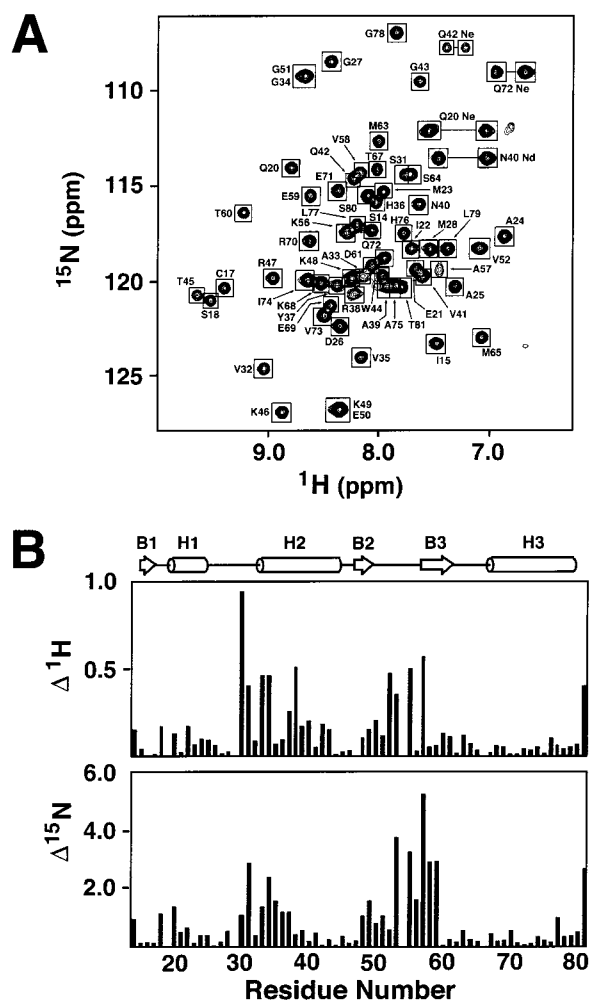 A
G78
Q42 Ne
G51
G34
G27
G43
Q72 Ne
110
M63
Q20 Ne
V58
T67
Q42
S31
N40 Nd
Q20
E71
S64
M23
115
E59
S80
H36
N40
L77
S14
H76
L79
A24
T60
K56
I22
M28
R70
Q72
V52
D61
A33
R47
K48
A57
T45
C17
120
I74
A25
S18
K68
R38
W44
E21
V41
Y37
A39
A75
T81
E69
V73
D26
I15
M65
V35
V32
125
K46
K49
E50
15N (ppm)
9.0 8.0 7.0
1H (ppm)
B
B1 H1 H2 B2 B3 H3
1.0
Δ 1H
0.5
0
6.0
Δ 15N
4.0
2.0
20 30 40 50 60 70 80
Residue Number